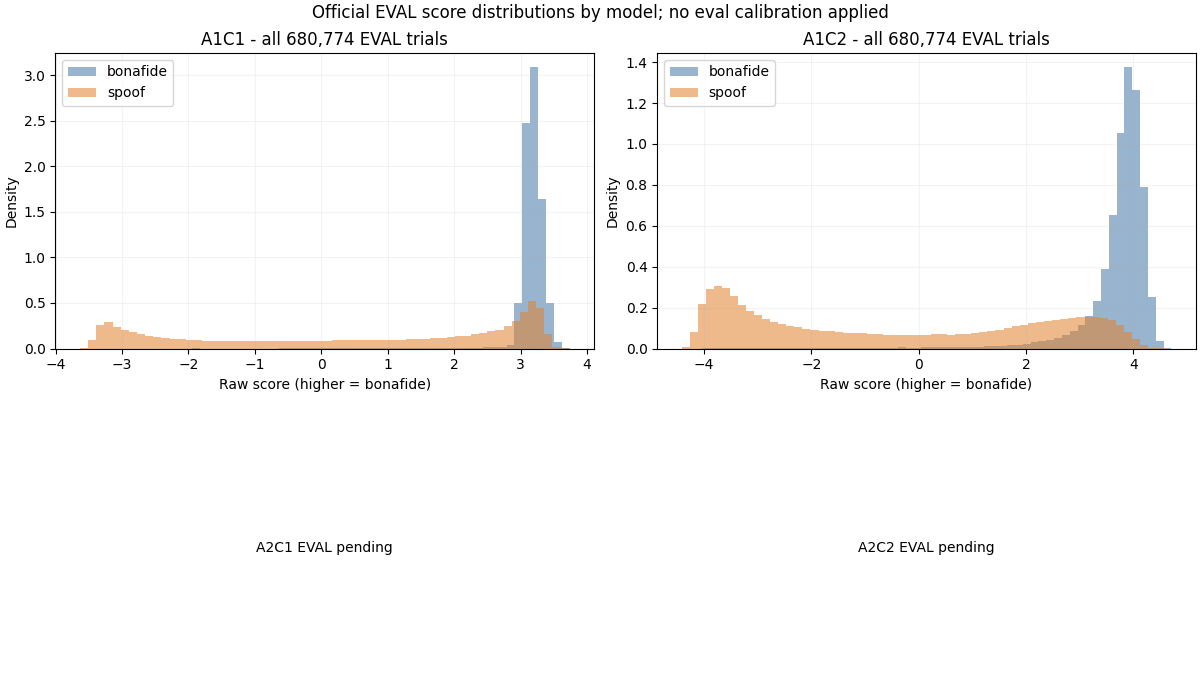 Official EVAL score distributions by model; no eval calibration applied
A1C1 - all 680,774 EVAL trials
bonafide
spoof
3.0
2.5
2.0
1.5
1.0
0.5
0.0
Density
−4 −3 −2 −1 0 1 2 3 4
Raw score (higher = bonafide)
A1C2 - all 680,774 EVAL trials
bonafide
spoof
1.4
1.2
1.0
0.8
0.6
0.4
0.2
0.0
Density
−4 −2 0 2 4
Raw score (higher = bonafide)
A2C1 EVAL pending
A2C2 EVAL pending